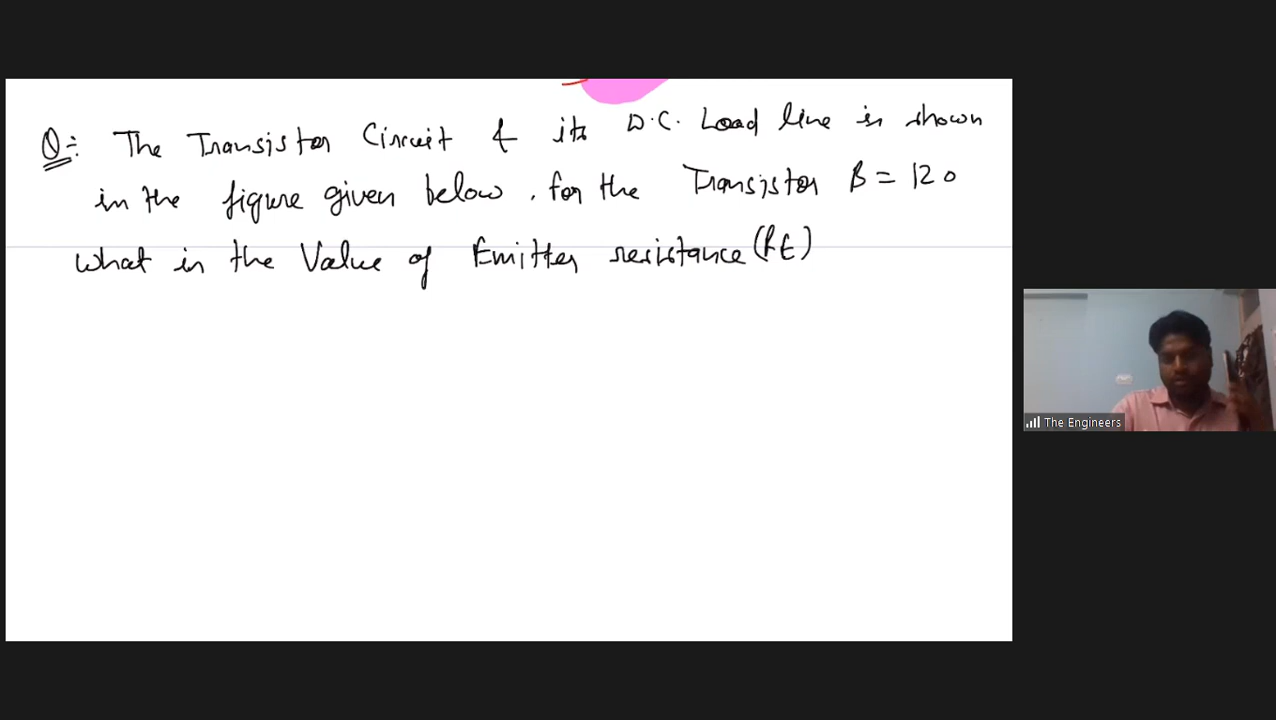 Q:- The Transistor Circuit & its D.C. Load line is shown
in the figure given below. for the Transistor β = 120
what is the Value of Emitter resistance (RE)
The Engineers